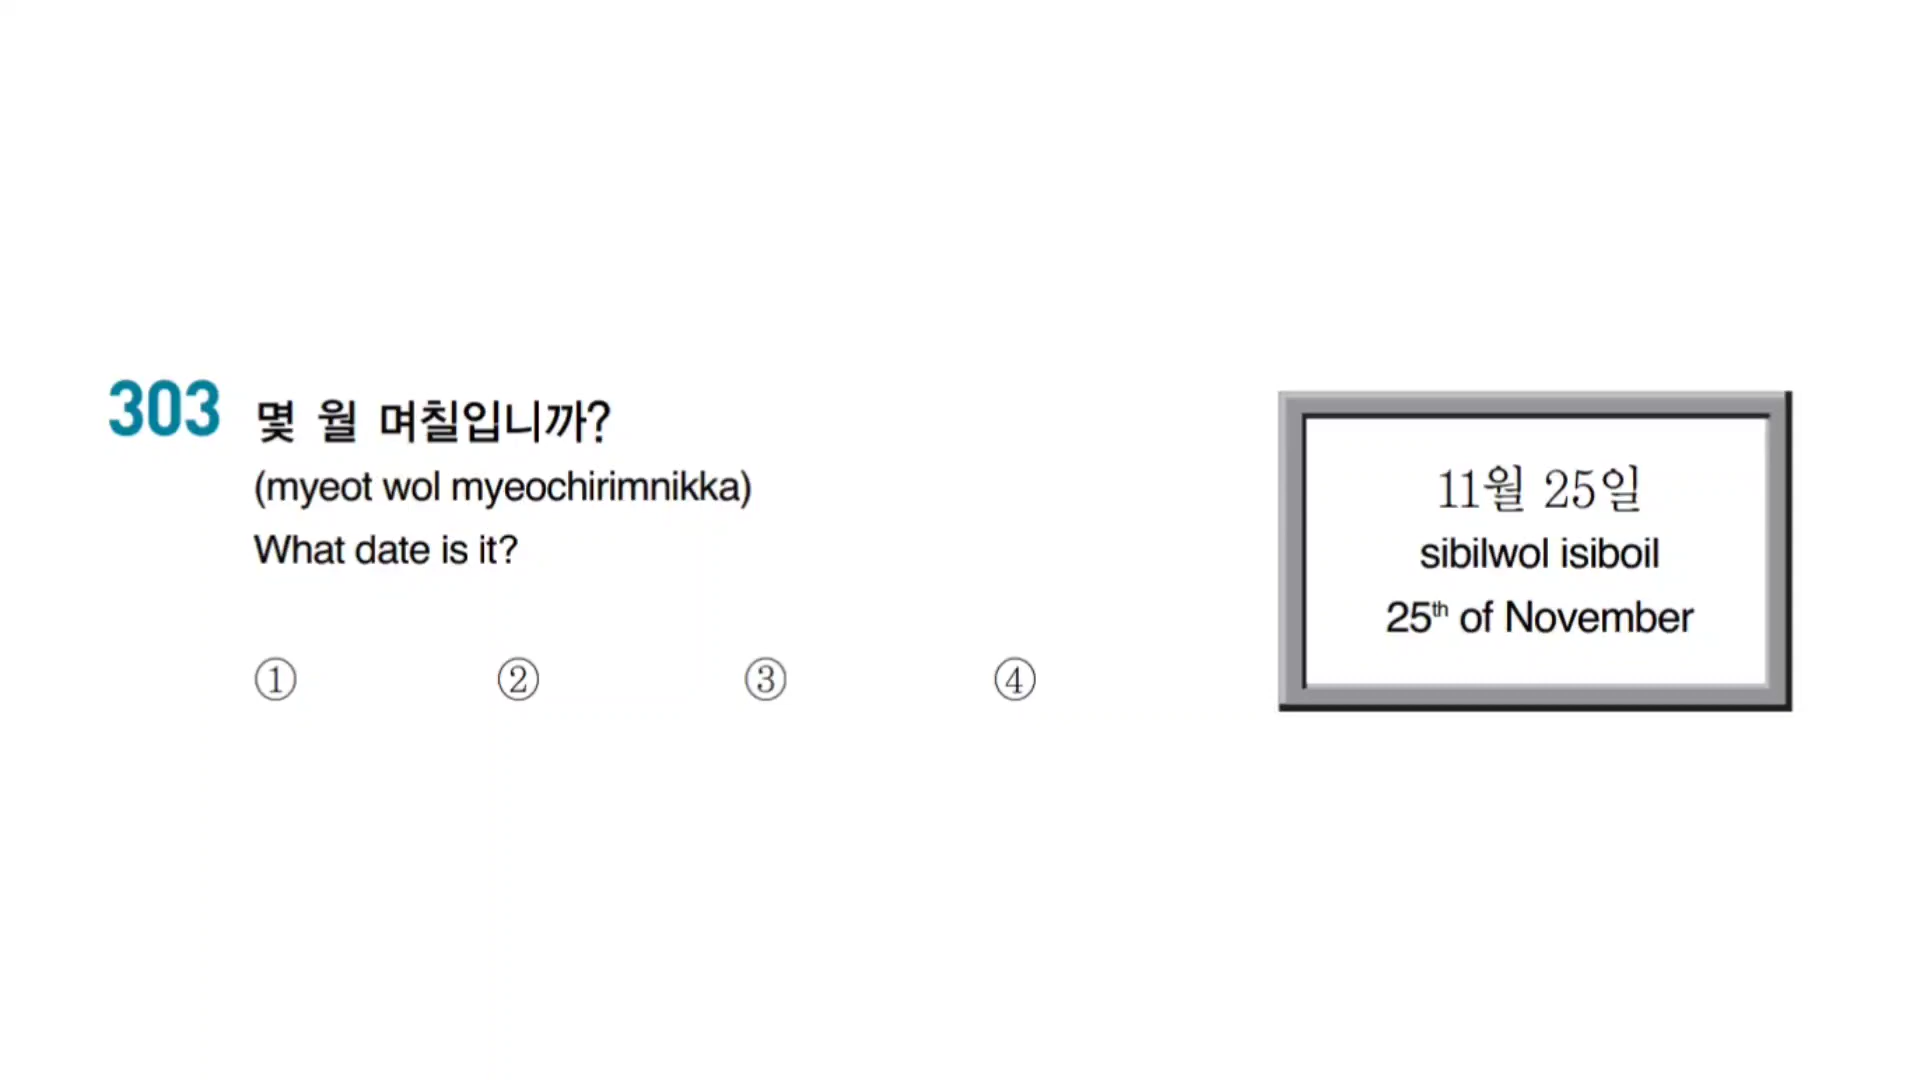 303 몇 월 며칠입니까?
(myeot wol myeochirimnikka)
What date is it?
① ② ③ ④
11월 25일
sibilwol isiboil
25th of November